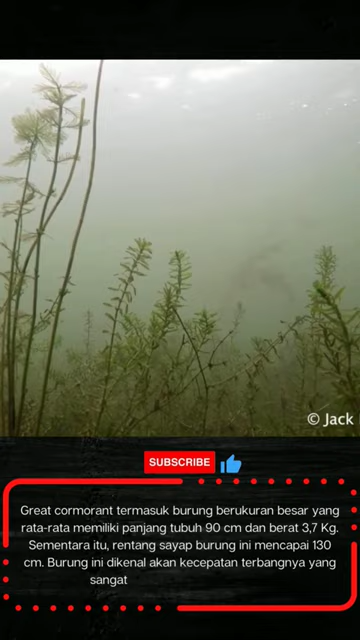 © Jack
SUBSCRIBE
Great cormorant termasuk burung berukuran besar yang
rata-rata memiliki panjang tubuh 90 cm dan berat 3,7 Kg.
Sementara itu, rentang sayap burung ini mencapai 130
cm. Burung ini dikenal akan kecepatan terbangnya yang
sangat